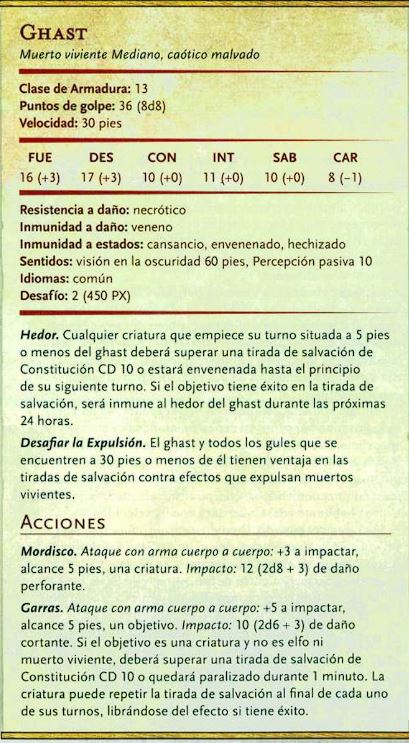 GHAST
Muerto viviente Mediano, caótico malvado
Clase de Armadura: 13
Puntos de golpe: 36 (8d8)
Velocidad: 30 pies
FUE DES CON INT SAB CAR
16 (+3) 17 (+3) 10 (+0) 11 (+0) 10 (+0) 8 (−1)
Resistencia a daño: necrótico
Inmunidad a daño: veneno
Inmunidad a estados: cansancio, envenenado, hechizado
Sentidos: visión en la oscuridad 60 pies, Percepción pasiva 10
Idiomas: común
Desafío: 2 (450 PX)
Hedor. Cualquier criatura que empiece su turno situada a 5 pies
o menos del ghast deberá superar una tirada de salvación de
Constitución CD 10 o estará envenenada hasta el principio
de su siguiente turno. Si el objetivo tiene éxito en la tirada de
salvación, será inmune al hedor del ghast durante las próximas
24 horas.
Desafiar la Expulsión. El ghast y todos los gules que se
encuentren a 30 pies o menos de él tienen ventaja en las
tiradas de salvación contra efectos que expulsan muertos
vivientes.
ACCIONES
Mordisco. Ataque con arma cuerpo a cuerpo: +3 a impactar,
alcance 5 pies, una criatura. Impacto: 12 (2d8 + 3) de daño
perforante.
Garras. Ataque con arma cuerpo a cuerpo: +5 a impactar,
alcance 5 pies, un objetivo. Impacto: 10 (2d6 + 3) de daño
cortante. Si el objetivo es una criatura y no es elfo ni
muerto viviente, deberá superar una tirada de salvación de
Constitución CD 10 o quedará paralizado durante 1 minuto. La
criatura puede repetir la tirada de salvación al final de cada uno
de sus turnos, librándose del efecto si tiene éxito.